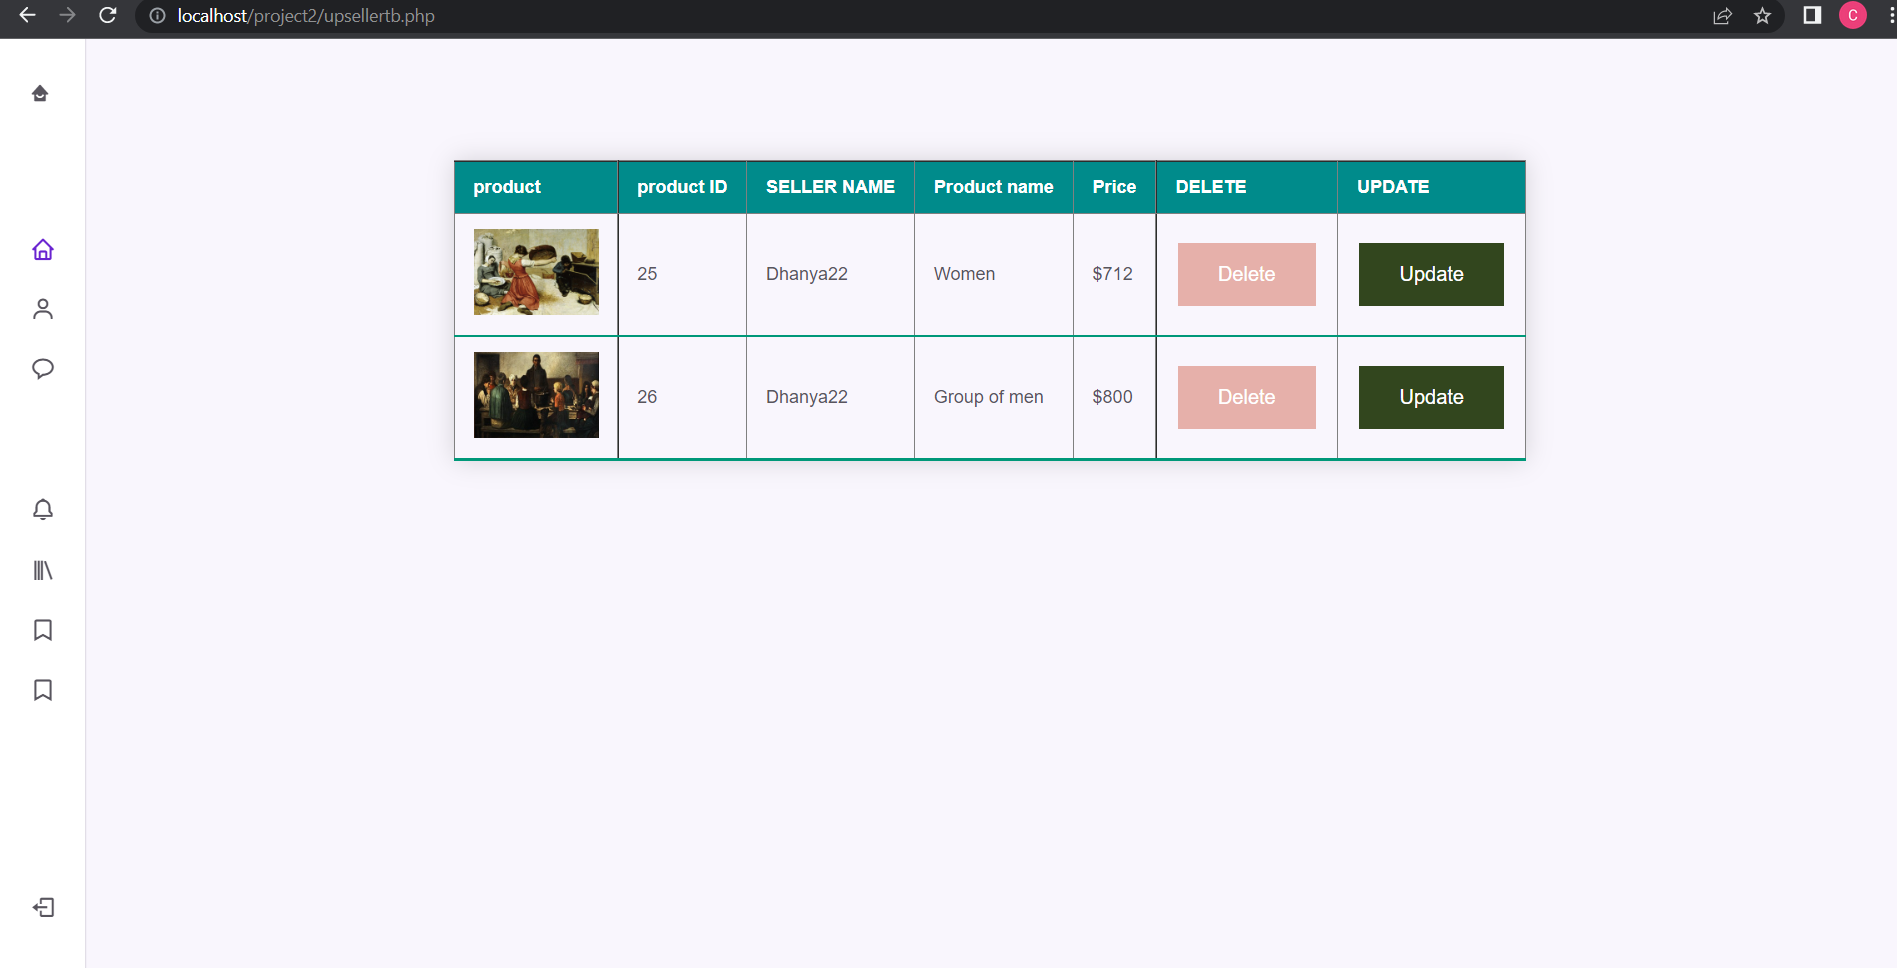 localhost/project2/upsellertb.php
C
product product ID SELLER NAME Product name Price DELETE UPDATE
25 Dhanya22 Women $712 Delete Update
26 Dhanya22 Group of men $800 Delete Update